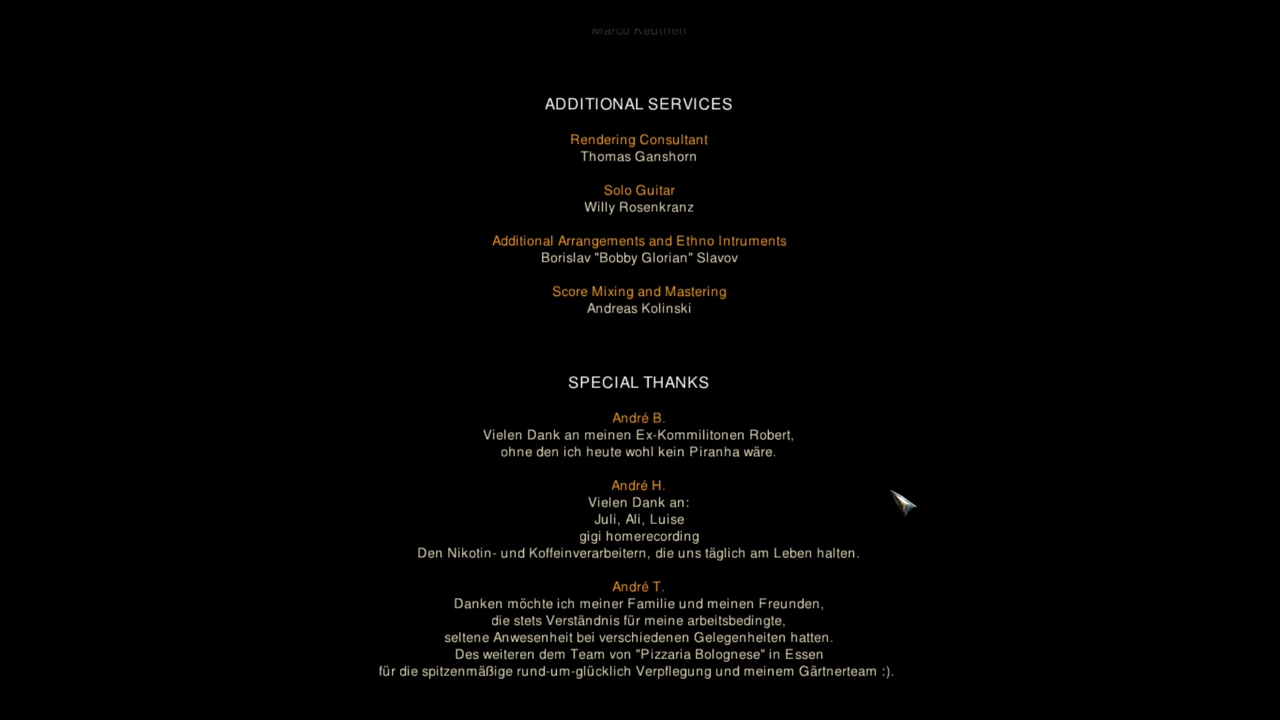 Marco Keuthen
ADDITIONAL SERVICES
Rendering Consultant
Thomas Ganshorn
Solo Guitar
Willy Rosenkranz
Additional Arrangements and Ethno Intruments
Borislav "Bobby Glorian" Slavov
Score Mixing and Mastering
Andreas Kolinski
SPECIAL THANKS
André B.
Vielen Dank an meinen Ex-Kommilitonen Robert,
ohne den ich heute wohl kein Piranha wäre.
André H.
Vielen Dank an:
Juli, Ali, Luise
gigi homerecording
Den Nikotin- und Koffeinverarbeitern, die uns täglich am Leben halten.
André T.
Danken möchte ich meiner Familie und meinen Freunden,
die stets Verständnis für meine arbeitsbedingte,
seltene Anwesenheit bei verschiedenen Gelegenheiten hatten.
Des weiteren dem Team von "Pizzaria Bolognese" in Essen
für die spitzenmäßige rund-um-glücklich Verpflegung und meinem Gärtnerteam :).